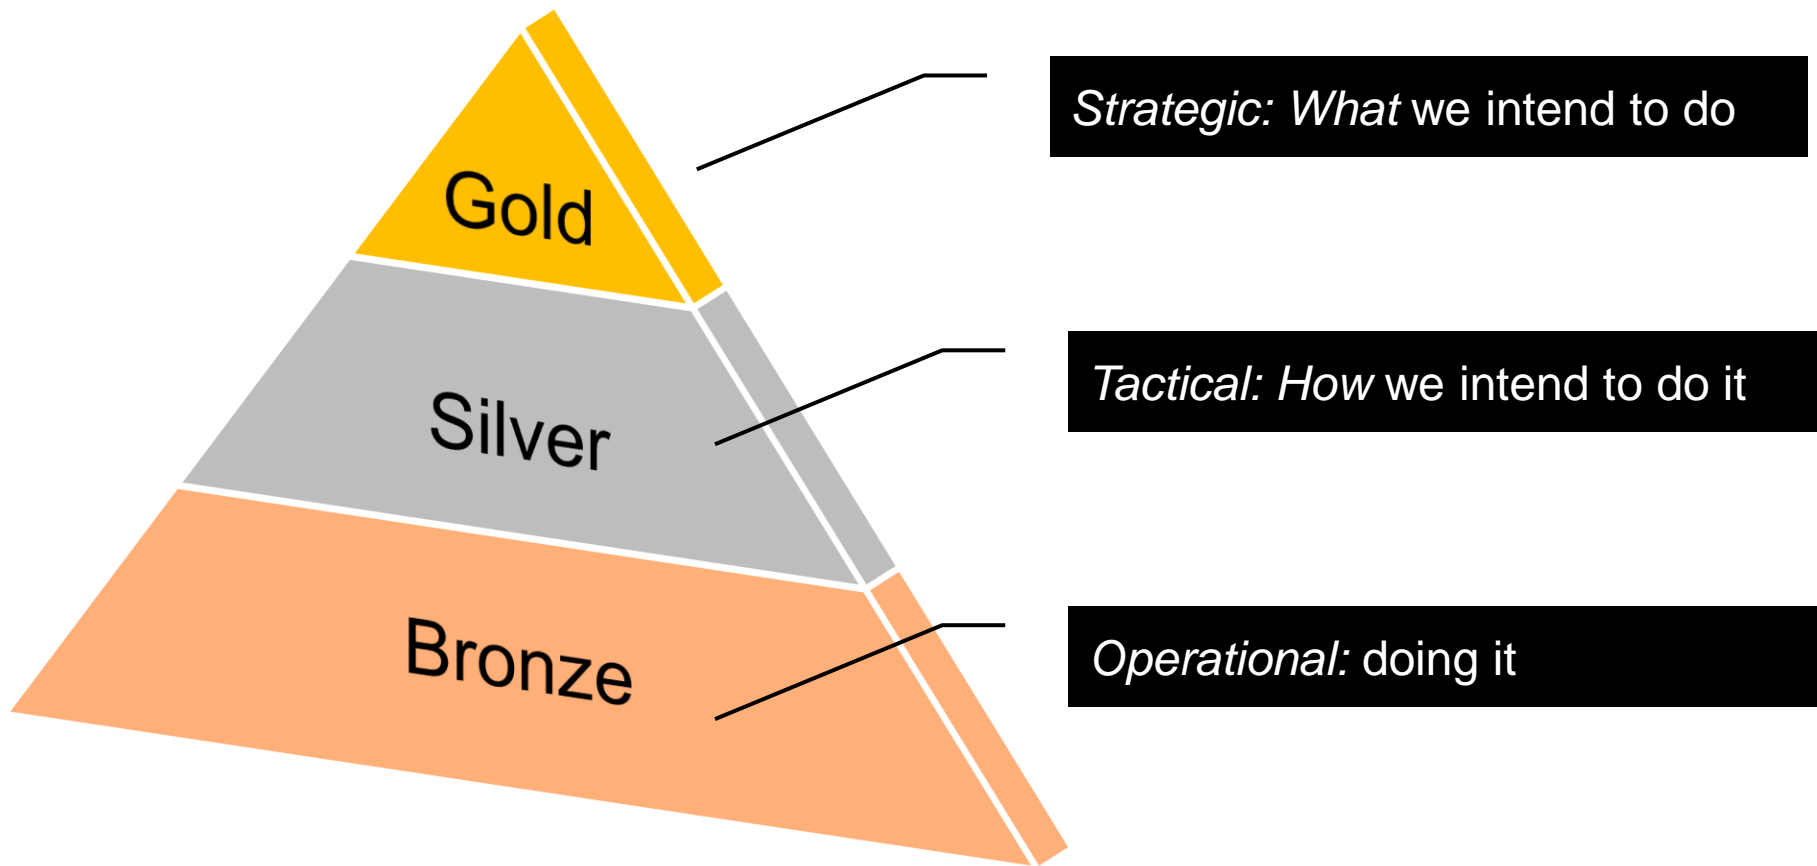 Gold
Strategic: What we intend to do
Silver
Tactical: How we intend to do it
Bronze
Operational: doing it